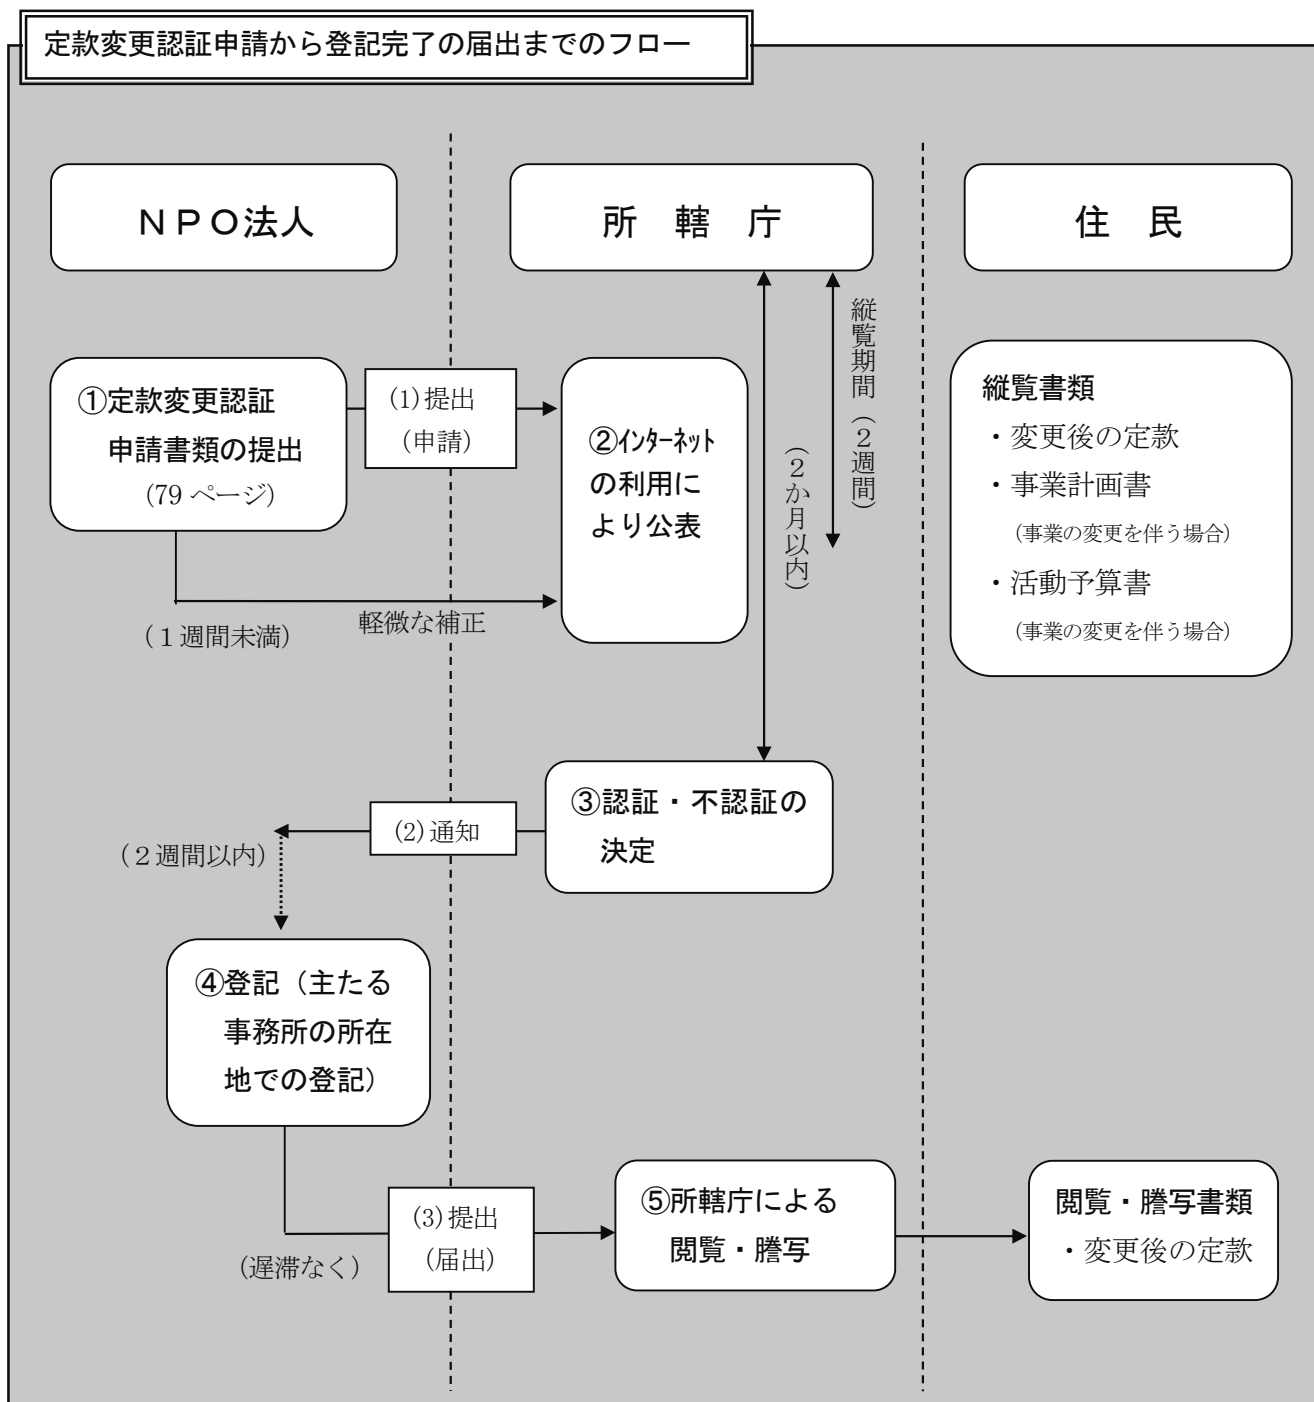 定款変更認証申請から登記完了の届出までのフロー
ＮＰＯ法人
所　轄　庁
住　民
①定款変更認証
申請書類の提出
(79 ページ)
(1)提出
(申請)
②インターネット
の利用に
より公表
（２か月以内）
縦覧期間（２週間）
縦覧書類
・変更後の定款
・事業計画書
(事業の変更を伴う場合)
・活動予算書
(事業の変更を伴う場合)
(１週間未満)
軽微な補正
③認証・不認証の
決定
(2)通知
(２週間以内)
④登記（主たる
事務所の所在
地での登記）
(3)提出
(届出)
(遅滞なく)
⑤所轄庁による
閲覧・謄写
閲覧・謄写書類
・変更後の定款